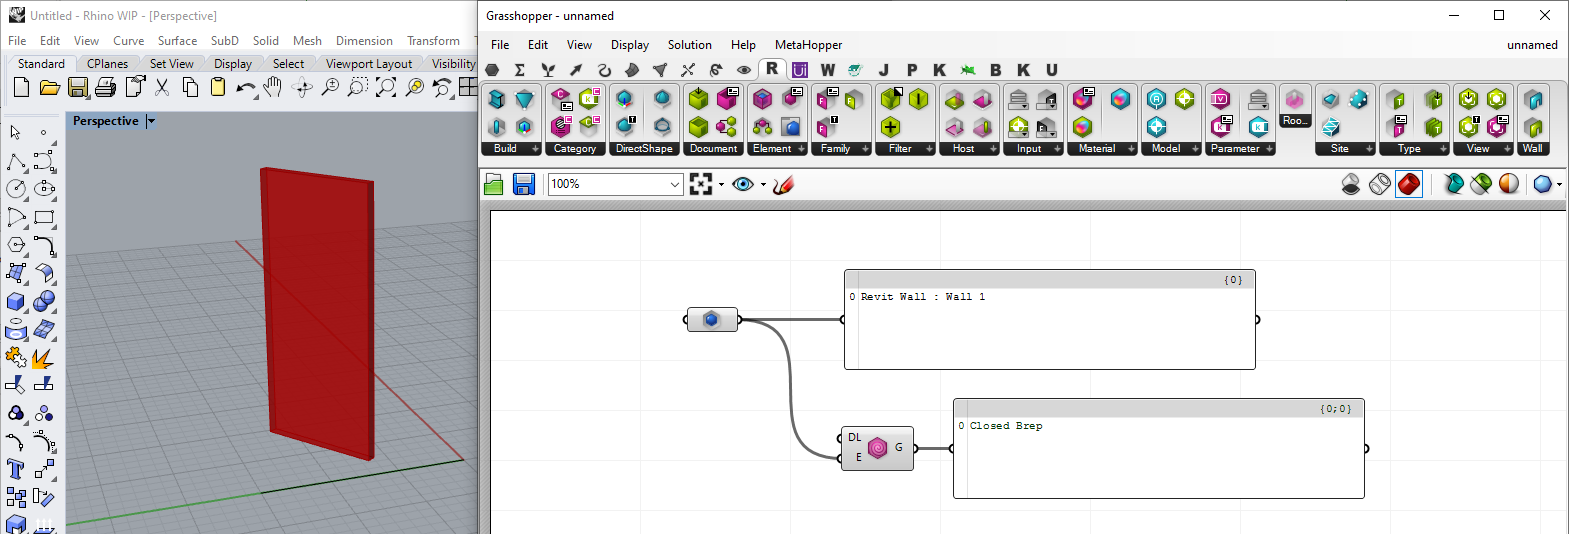 Untitled - Rhino WIP - [Perspective]
File Edit View Curve Surface SubD Solid Mesh Dimension Transform
Standard CPlanes Set View Display Select Viewport Layout Visibility
Perspective
Grasshopper - unnamed
File Edit View Display Solution Help MetaHopper unnamed
R Ui W J P K B K U
Build Category DirectShape Document Element Family Filter Host Input Material Model Parameter Roo... Site Type View Wall
100%
{0}
0 Revit Wall : Wall 1
{0;0}
0 Closed Brep
DL
E
G